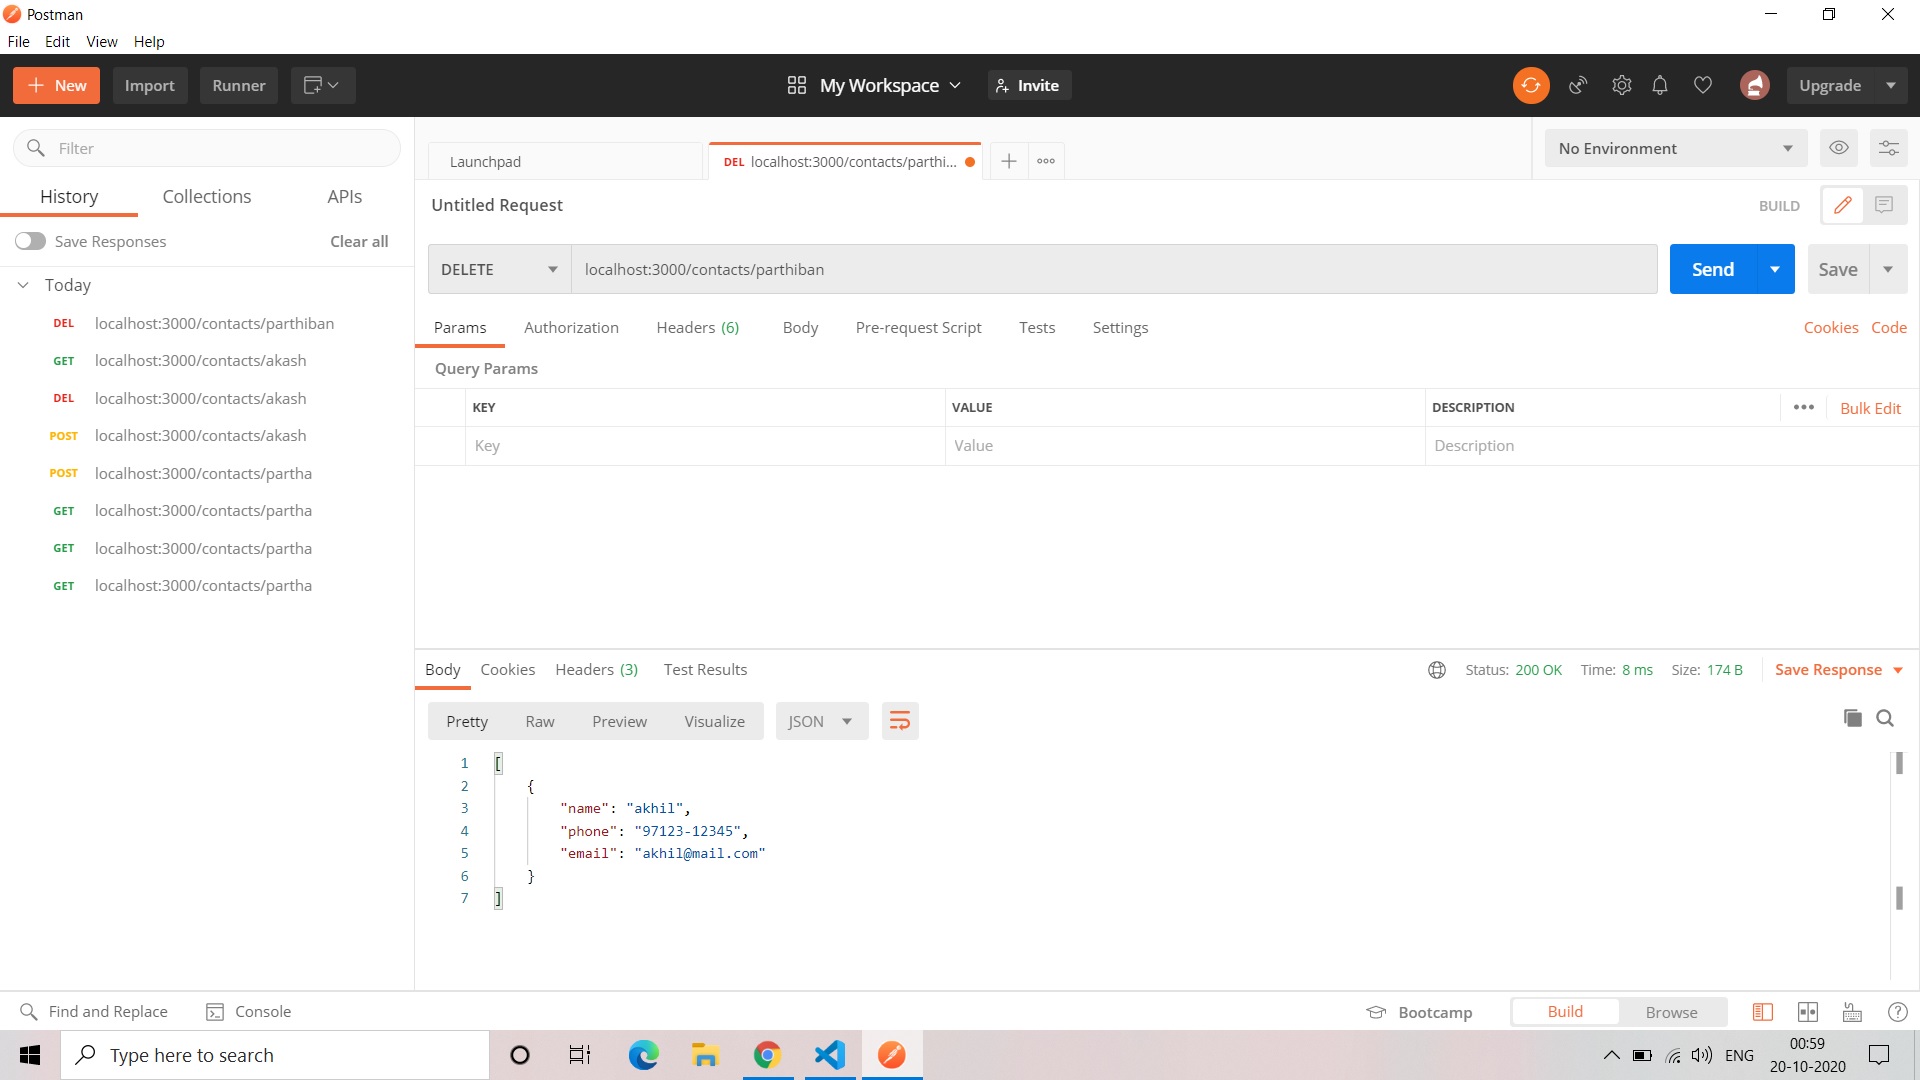 Postman
File Edit View Help
New Import Runner My Workspace Invite Upgrade
Filter
History Collections APIs
Save Responses Clear all
Today
DEL localhost:3000/contacts/parthiban
GET localhost:3000/contacts/akash
DEL localhost:3000/contacts/akash
POST localhost:3000/contacts/akash
POST localhost:3000/contacts/partha
GET localhost:3000/contacts/partha
GET localhost:3000/contacts/partha
GET localhost:3000/contacts/partha
Launchpad DEL localhost:3000/contacts/parthi... No Environment
Untitled Request BUILD
DELETE localhost:3000/contacts/parthiban Send Save
Params Authorization Headers (6) Body Pre-request Script Tests Settings Cookies Code
Query Params
KEY VALUE DESCRIPTION Bulk Edit
Key Value Description
Body Cookies Headers (3) Test Results Status: 200 OK Time: 8 ms Size: 174 B Save Response
Pretty Raw Preview Visualize JSON
1 [
2 {
3 "name": "akhil",
4 "phone": "97123-12345",
5 "email": "akhil@mail.com"
6 }
7 ]
Find and Replace Console Bootcamp Build Browse
Type here to search ENG 00:59
20-10-2020